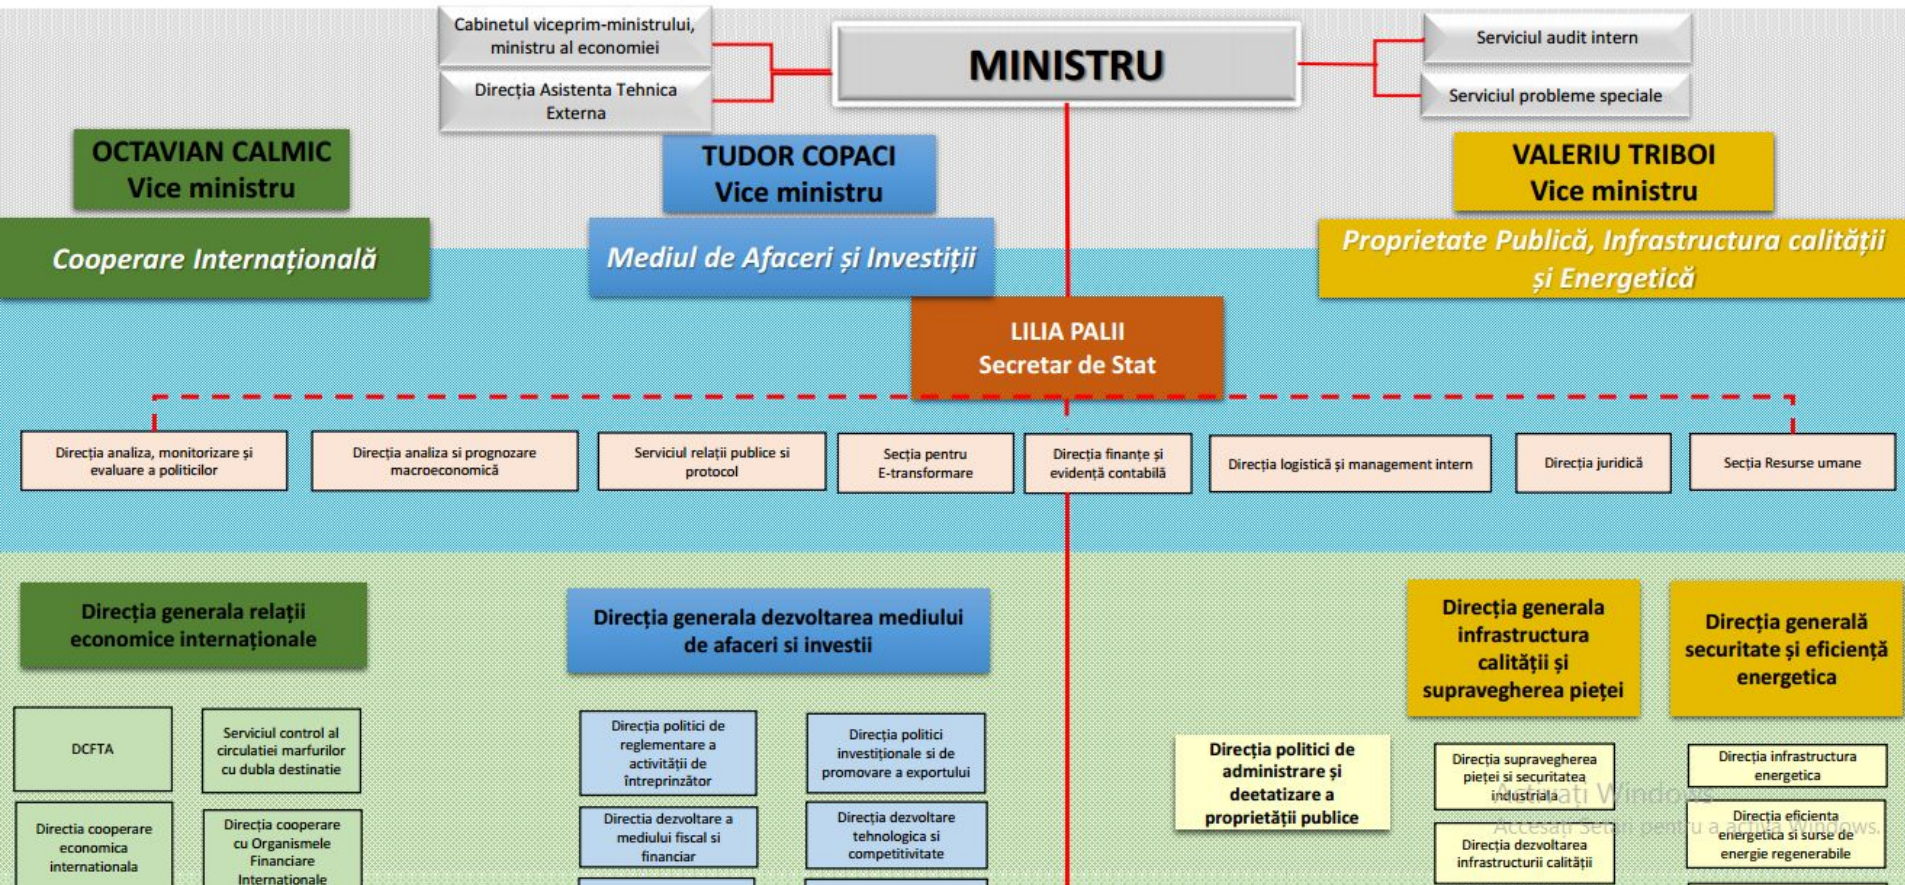 Cabinetul viceprim-ministrului,
ministru al economiei
Direcția Asistenta Tehnica
Externa
MINISTRU
Serviciul audit intern
Serviciul probleme speciale
OCTAVIAN CALMIC
Vice ministru
TUDOR COPACI
Vice ministru
VALERIU TRIBOI
Vice ministru
Cooperare Internațională
Mediul de Afaceri și Investiții
Proprietate Publică, Infrastructura calității
și Energetică
LILIA PALII
Secretar de Stat
Direcția analiza, monitorizare și
evaluare a politicilor
Direcția analiza si prognozare
macroeconomică
Serviciul relații publice si
protocol
Secția pentru
E-transformare
Direcția finanțe și
evidență contabilă
Direcția logistică și management intern
Direcția juridică
Secția Resurse umane
Direcția generala relații
economice internaționale
Direcția generala dezvoltarea mediului
de afaceri si investii
Direcția generala
infrastructura
calității și
supravegherea pieței
Direcția generală
securitate și eficiență
energetica
DCFTA
Serviciul control al
circulatiei marfurilor
cu dubla destinatie
Direcția politici de
reglementare a
activității de
întreprinzător
Direcția politici
investiționale si de
promovare a exportului
Direcția politici de
administrare și
deetatizare a
proprietății publice
Direcția supravegherea
pieței si securitatea
industriala
Direcția infrastructura
energetica
Directia cooperare
economica
internationala
Direcția cooperare
cu Organismele
Financiare
Internationale
Directia dezvoltare a
mediului fiscal si
financiar
Direcția dezvoltare
tehnologica si
competitivitate
Direcția dezvoltarea
infrastructurii calității
Direcția eficienta
energetica si surse de
energie regenerabile
Activați Windows
Accesați Setări pentru a activa Windows.